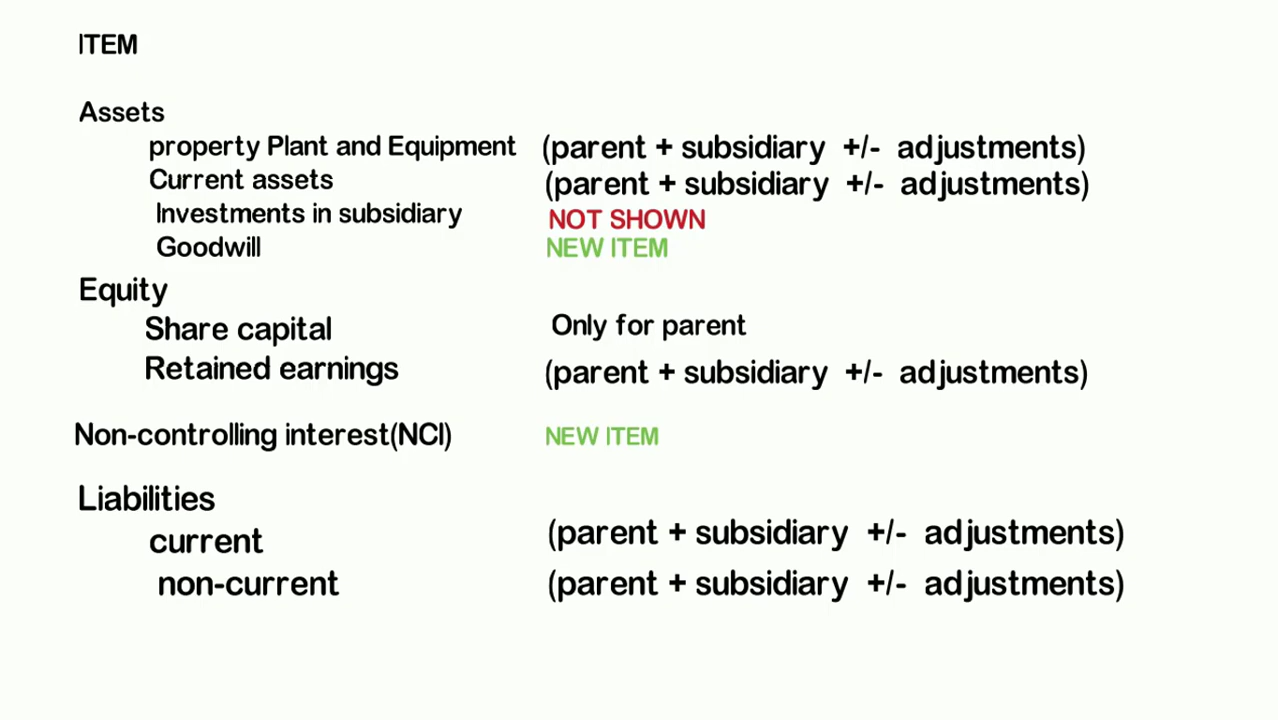 ITEM
Assets
property Plant and Equipment (parent + subsidiary +/- adjustments)
Current assets (parent + subsidiary +/- adjustments)
Investments in subsidiary NOT SHOWN
Goodwill NEW ITEM
Equity
Share capital Only for parent
Retained earnings (parent + subsidiary +/- adjustments)
Non-controlling interest(NCI) NEW ITEM
Liabilities
current (parent + subsidiary +/- adjustments)
non-current (parent + subsidiary +/- adjustments)